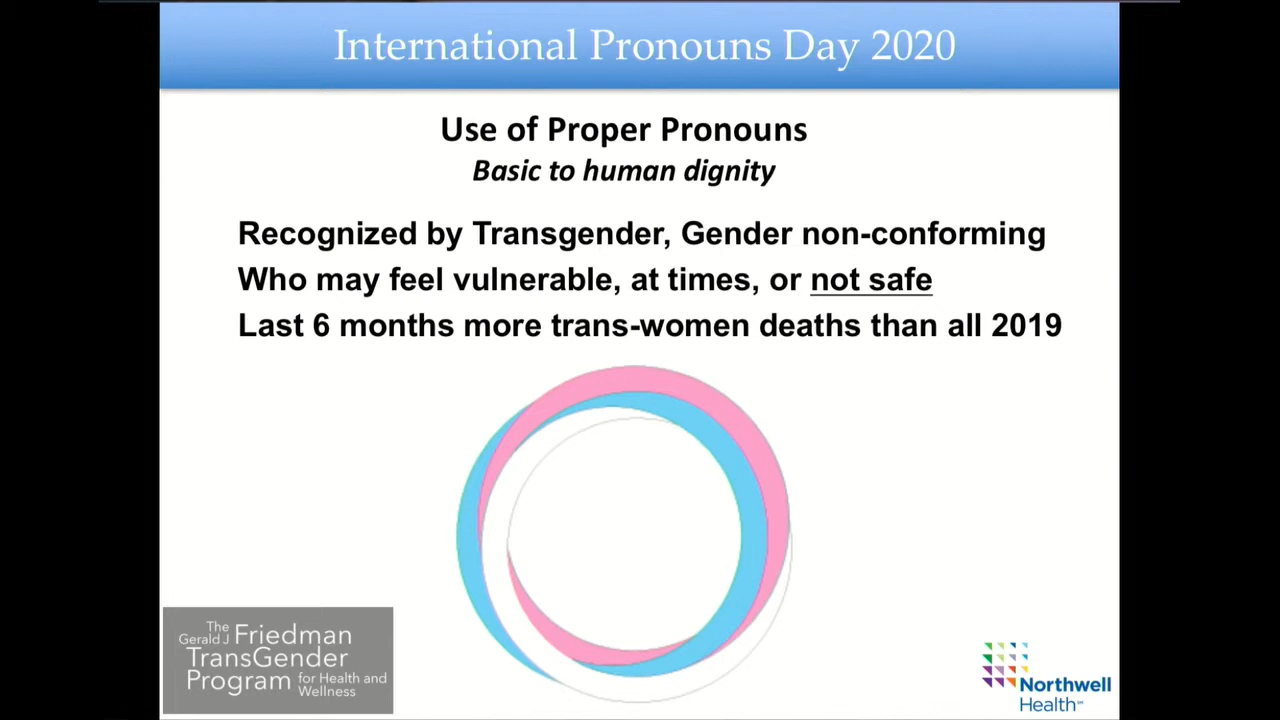 International Pronouns Day 2020
Use of Proper Pronouns
Basic to human dignity
Recognized by Transgender, Gender non-conforming
Who may feel vulnerable, at times, or not safe
Last 6 months more trans-women deaths than all 2019
The
Gerald J Friedman
TransGender
Program for Health and
Wellness
Northwell
Health℠